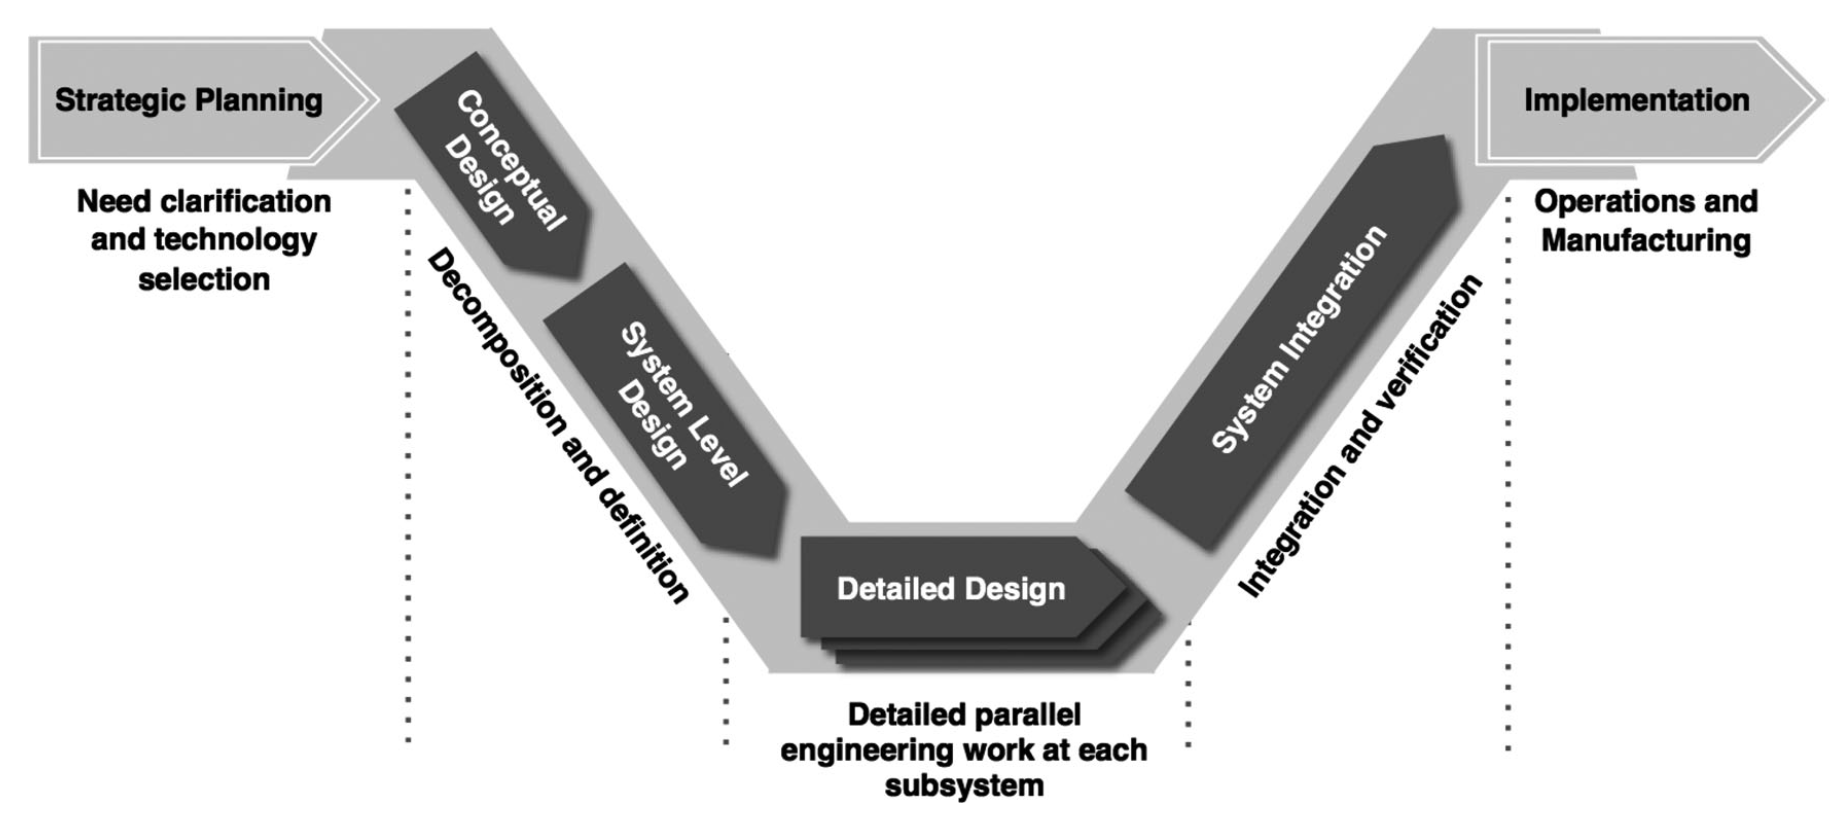 Strategic Planning
Need clarification
and technology
selection
Conceptual
Design
System Level
Design
Decomposition and definition
Detailed Design
Detailed parallel
engineering work at each
subsystem
System Integration
Integration and verification
Implementation
Operations and
Manufacturing